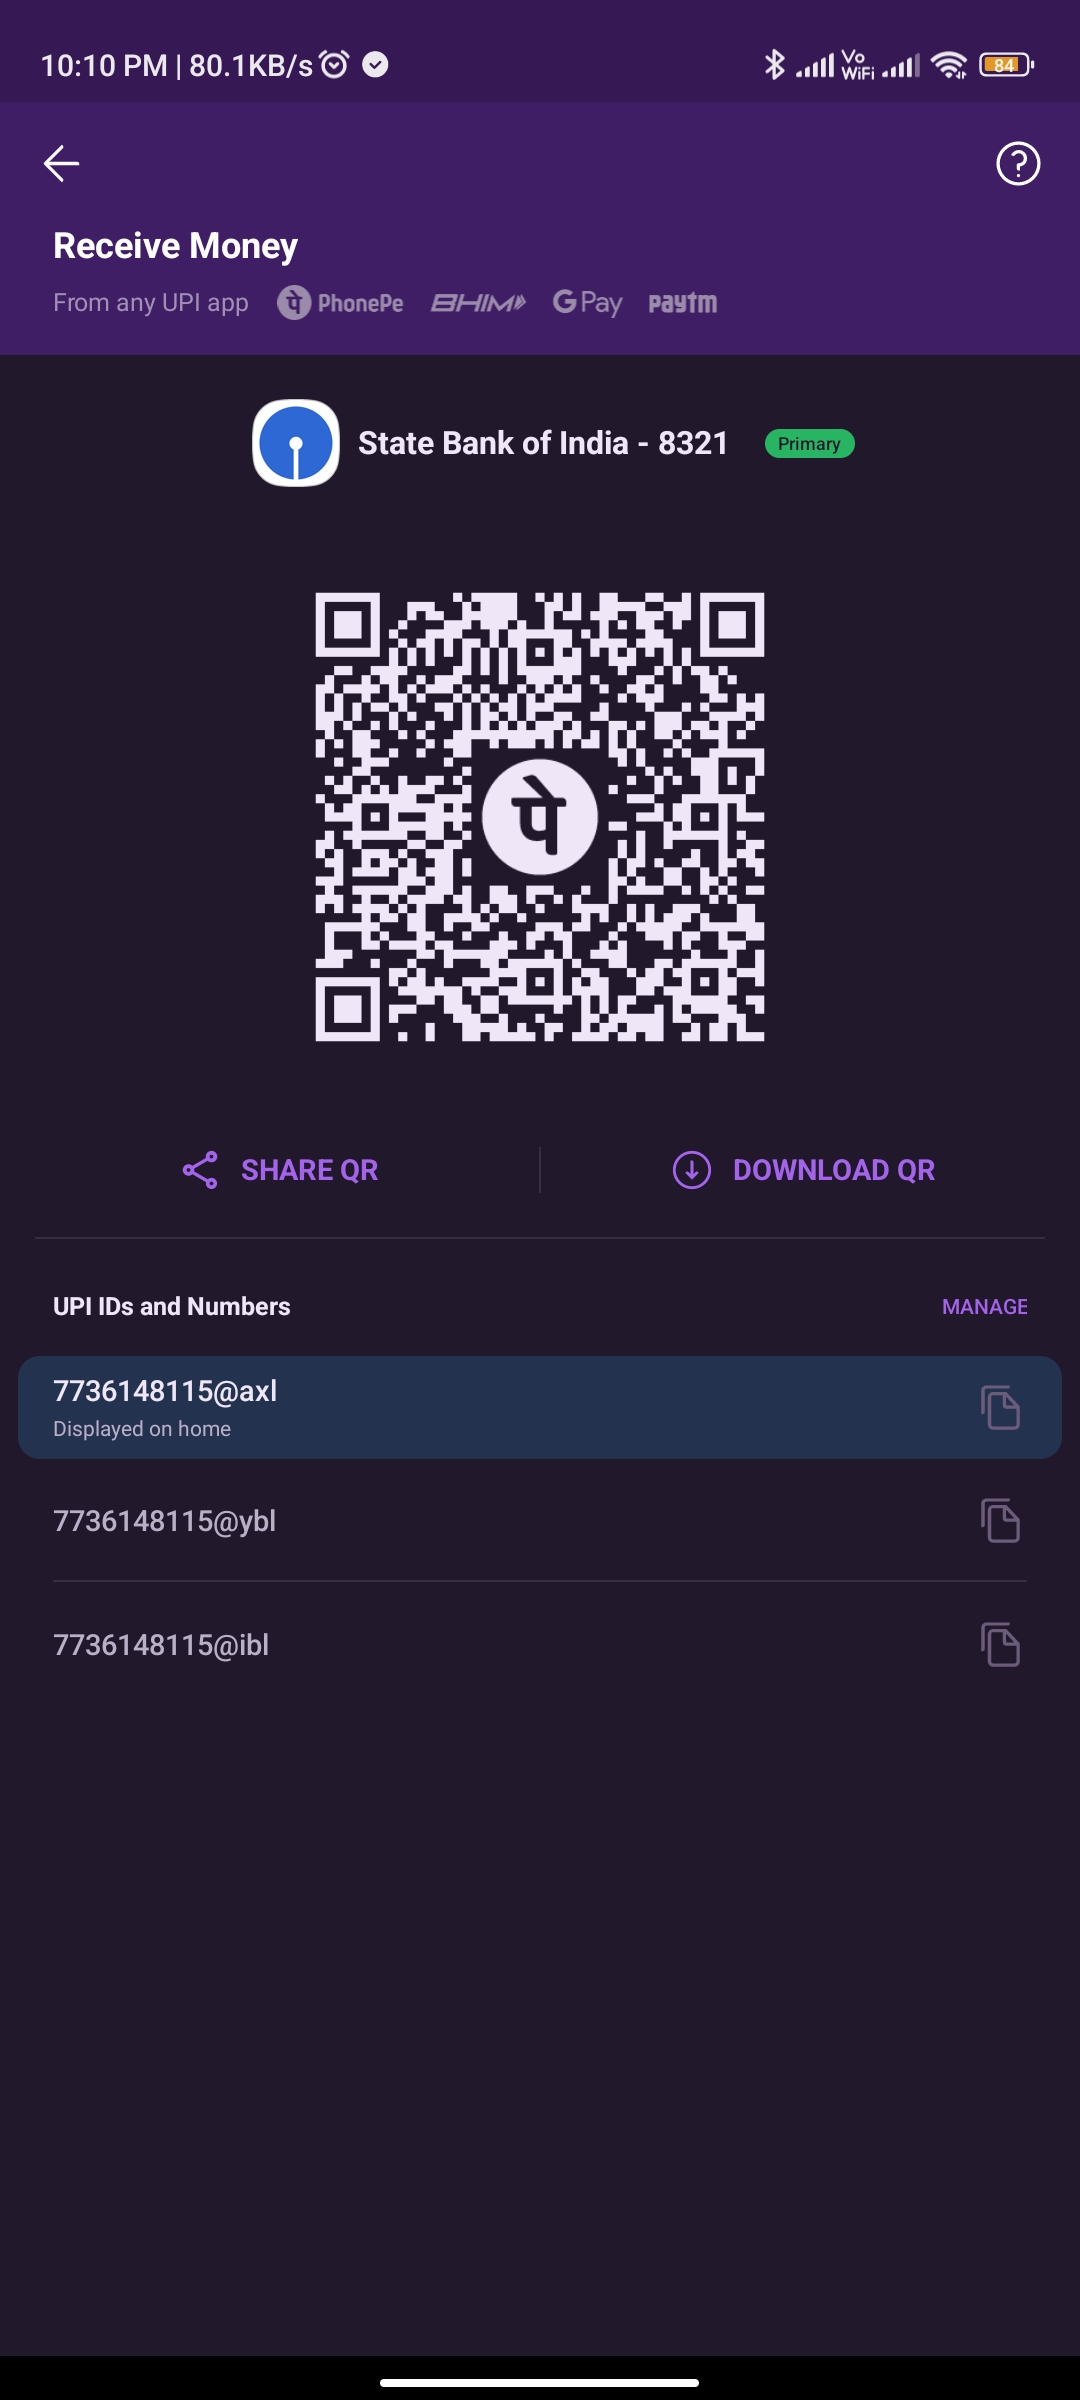 10:10 PM | 80.1KB/s Vo WiFi 84
Receive Money
From any UPI app पे PhonePe BHIM G Pay paytm
State Bank of India - 8321 Primary
पे
SHARE QR DOWNLOAD QR
UPI IDs and Numbers MANAGE
7736148115@axl
Displayed on home
7736148115@ybl
7736148115@ibl